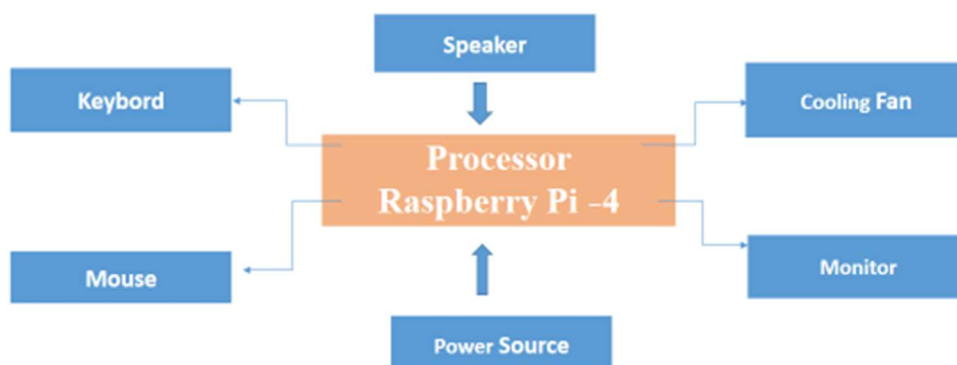 Speaker
Keybord
Cooling Fan
Processor
Raspberry Pi -4
Mouse
Monitor
Power Source